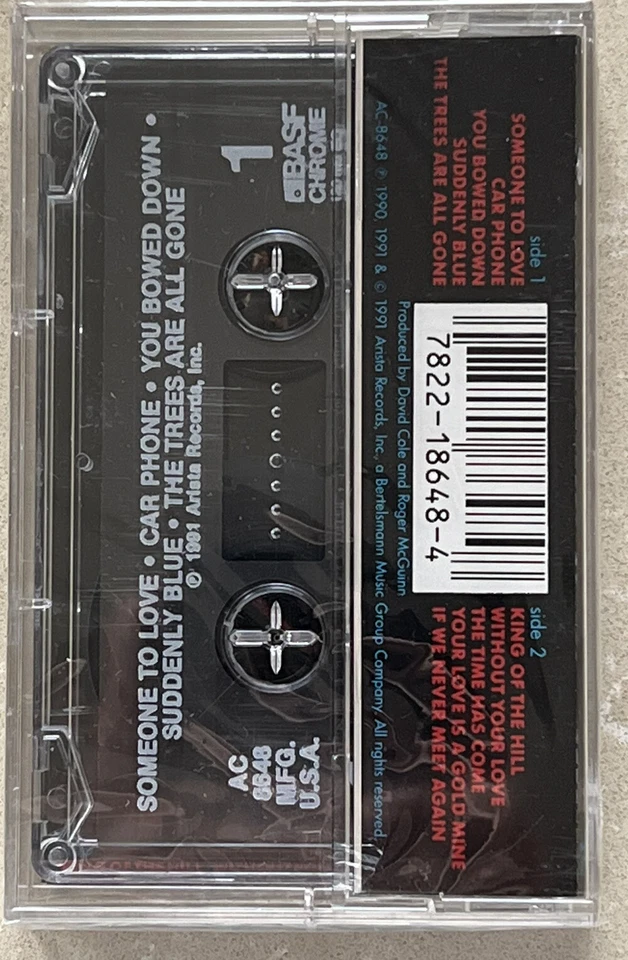 SOMEONE TO LOVE • CAR PHONE • YOU BOWED DOWN •
SUDDENLY BLUE • THE TREES ARE ALL GONE
℗ 1991 Arista Records, Inc.
1
BASF
CHROME
AC
8648
MFG.
U.S.A.
side 1
SOMEONE TO LOVE
CAR PHONE
YOU BOWED DOWN
SUDDENLY BLUE
THE TREES ARE ALL GONE
7822-18648-4
side 2
KING OF THE HILL
WITHOUT YOUR LOVE
THE TIME HAS COME
YOUR LOVE IS A GOLD MINE
IF WE NEVER MEET AGAIN
Produced by David Cole and Roger McGuinn
AC-8648 ℗ 1990, 1991 & © 1991 Arista Records, Inc., a Bertelsmann Music Group Company. All rights reserved.